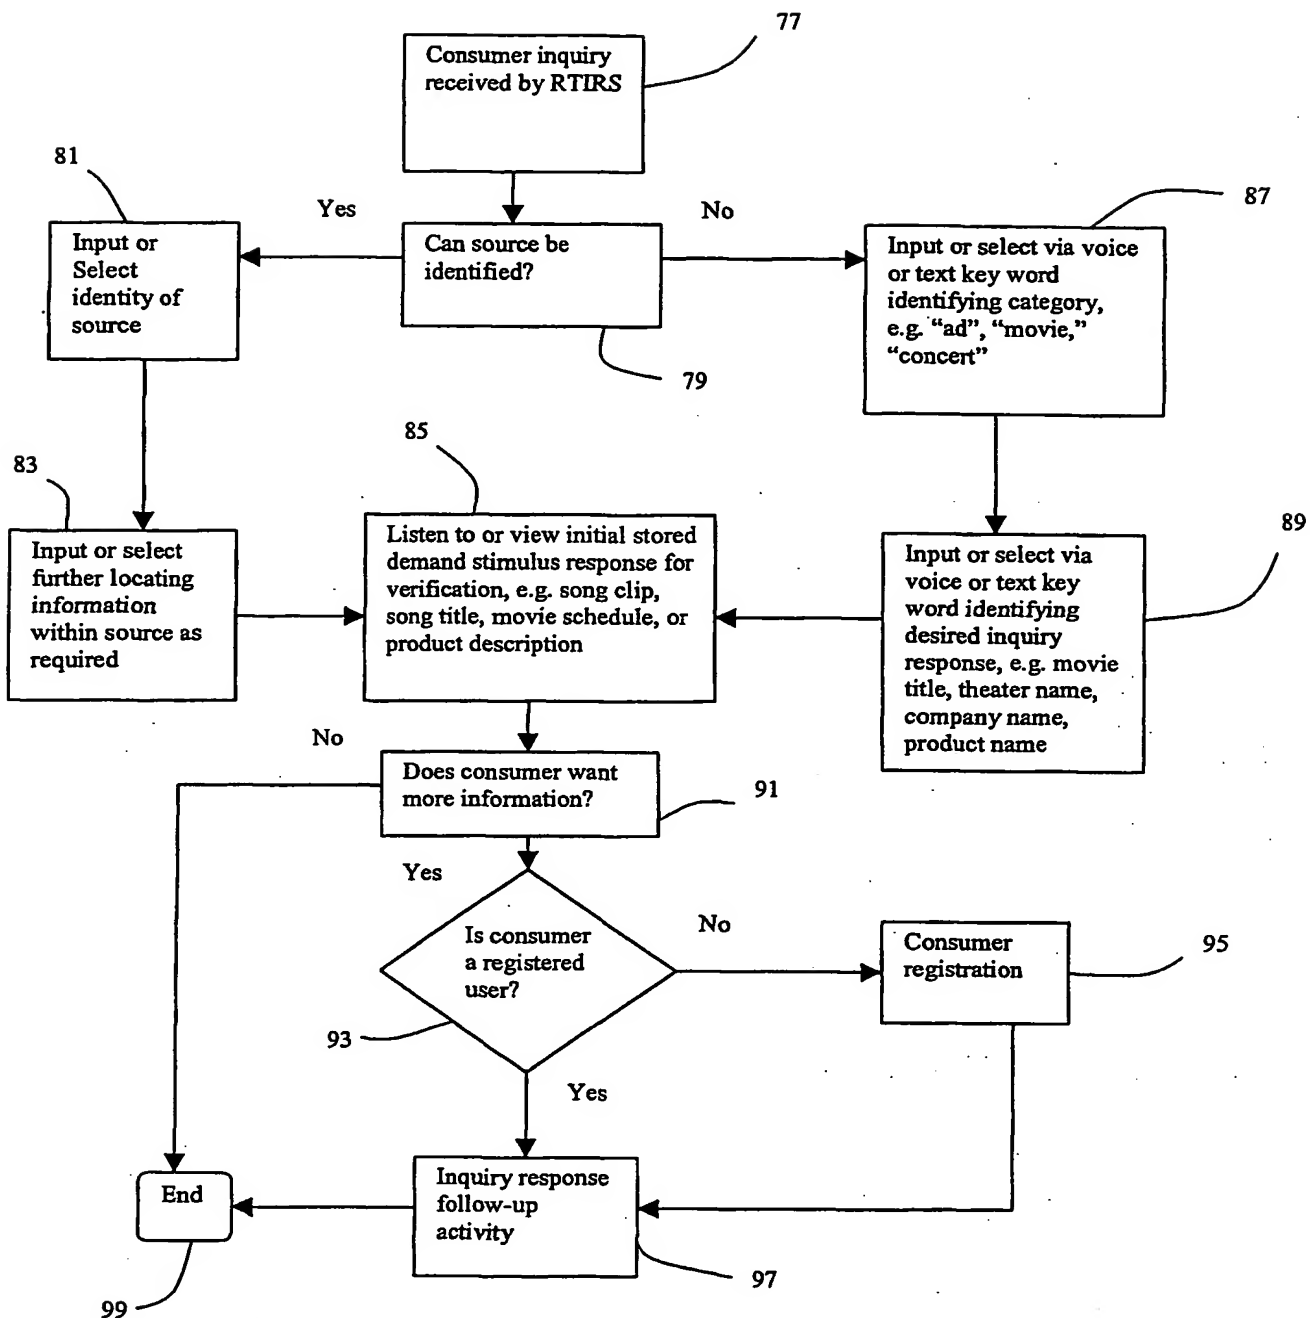 77
Consumer inquiry
received by RTIRS
81
Yes
No
87
Input or
Select
identity of
source
Can source be
identified?
79
Input or select via voice
or text key word
identifying category,
e.g. “ad”, “movie,”
“concert”
83
Input or select
further locating
information
within source as
required
85
Listen to or view initial stored
demand stimulus response for
verification, e.g. song clip,
song title, movie schedule, or
product description
89
Input or select via
voice or text key
word identifying
desired inquiry
response, e.g. movie
title, theater name,
company name,
product name
No
Does consumer want
more information?
91
Yes
Is consumer
a registered
user?
93
No
Consumer
registration
95
Yes
End
99
Inquiry response
follow-up
activity
97